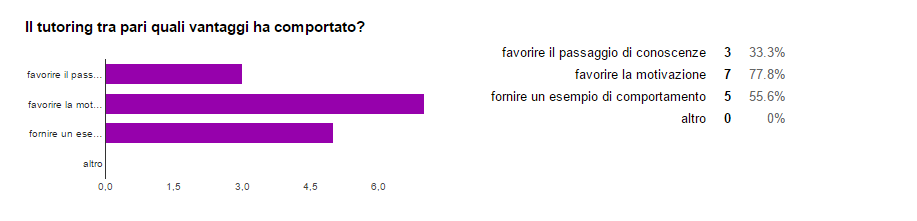 Il tutoring tra pari quali vantaggi ha comportato?
favorire il pass...
favorire la mot...
fornire un ese...
altro
0,0 1,5 3,0 4,5 6,0
favorire il passaggio di conoscenze 3 33.3%
favorire la motivazione 7 77.8%
fornire un esempio di comportamento 5 55.6%
altro 0 0%